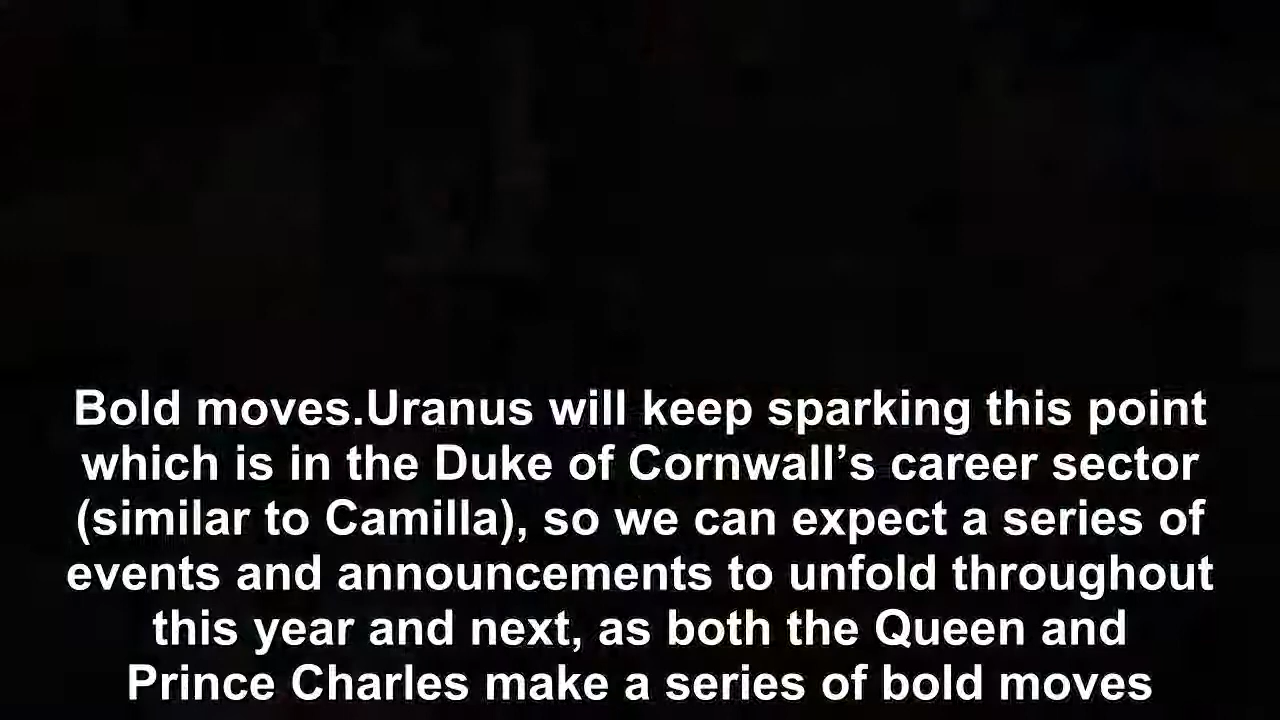 Bold moves.Uranus will keep sparking this point
which is in the Duke of Cornwall’s career sector
(similar to Camilla), so we can expect a series of
events and announcements to unfold throughout
this year and next, as both the Queen and
Prince Charles make a series of bold moves